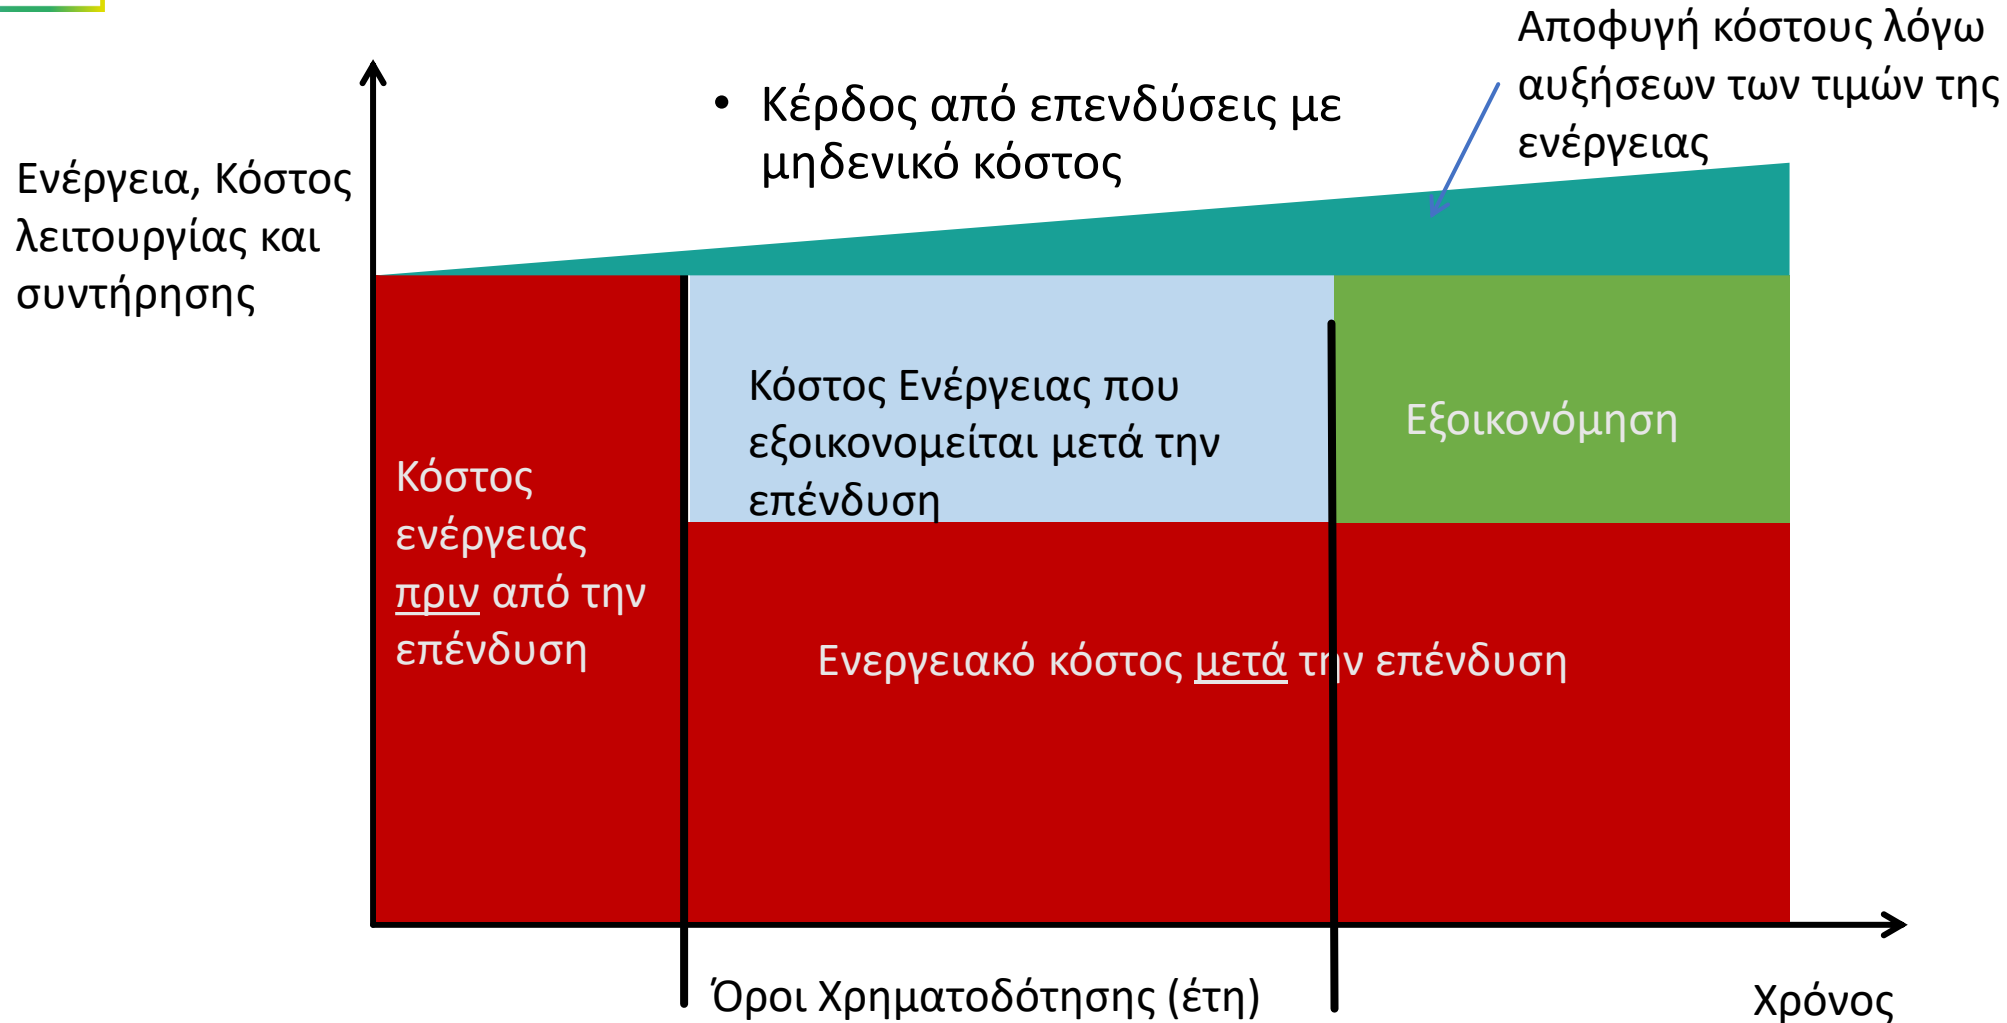 Αποφυγή κόστους λόγω
αυξήσεων των τιμών της
ενέργειας
• Κέρδος από επενδύσεις με
μηδενικό κόστος
Ενέργεια, Κόστος
λειτουργίας και
συντήρησης
Κόστος Ενέργειας που
εξοικονομείται μετά την
επένδυση
Εξοικονόμηση
Κόστος
ενέργειας
πριν από την
επένδυση
Ενεργειακό κόστος μετά την επένδυση
Όροι Χρηματοδότησης (έτη)
Χρόνος